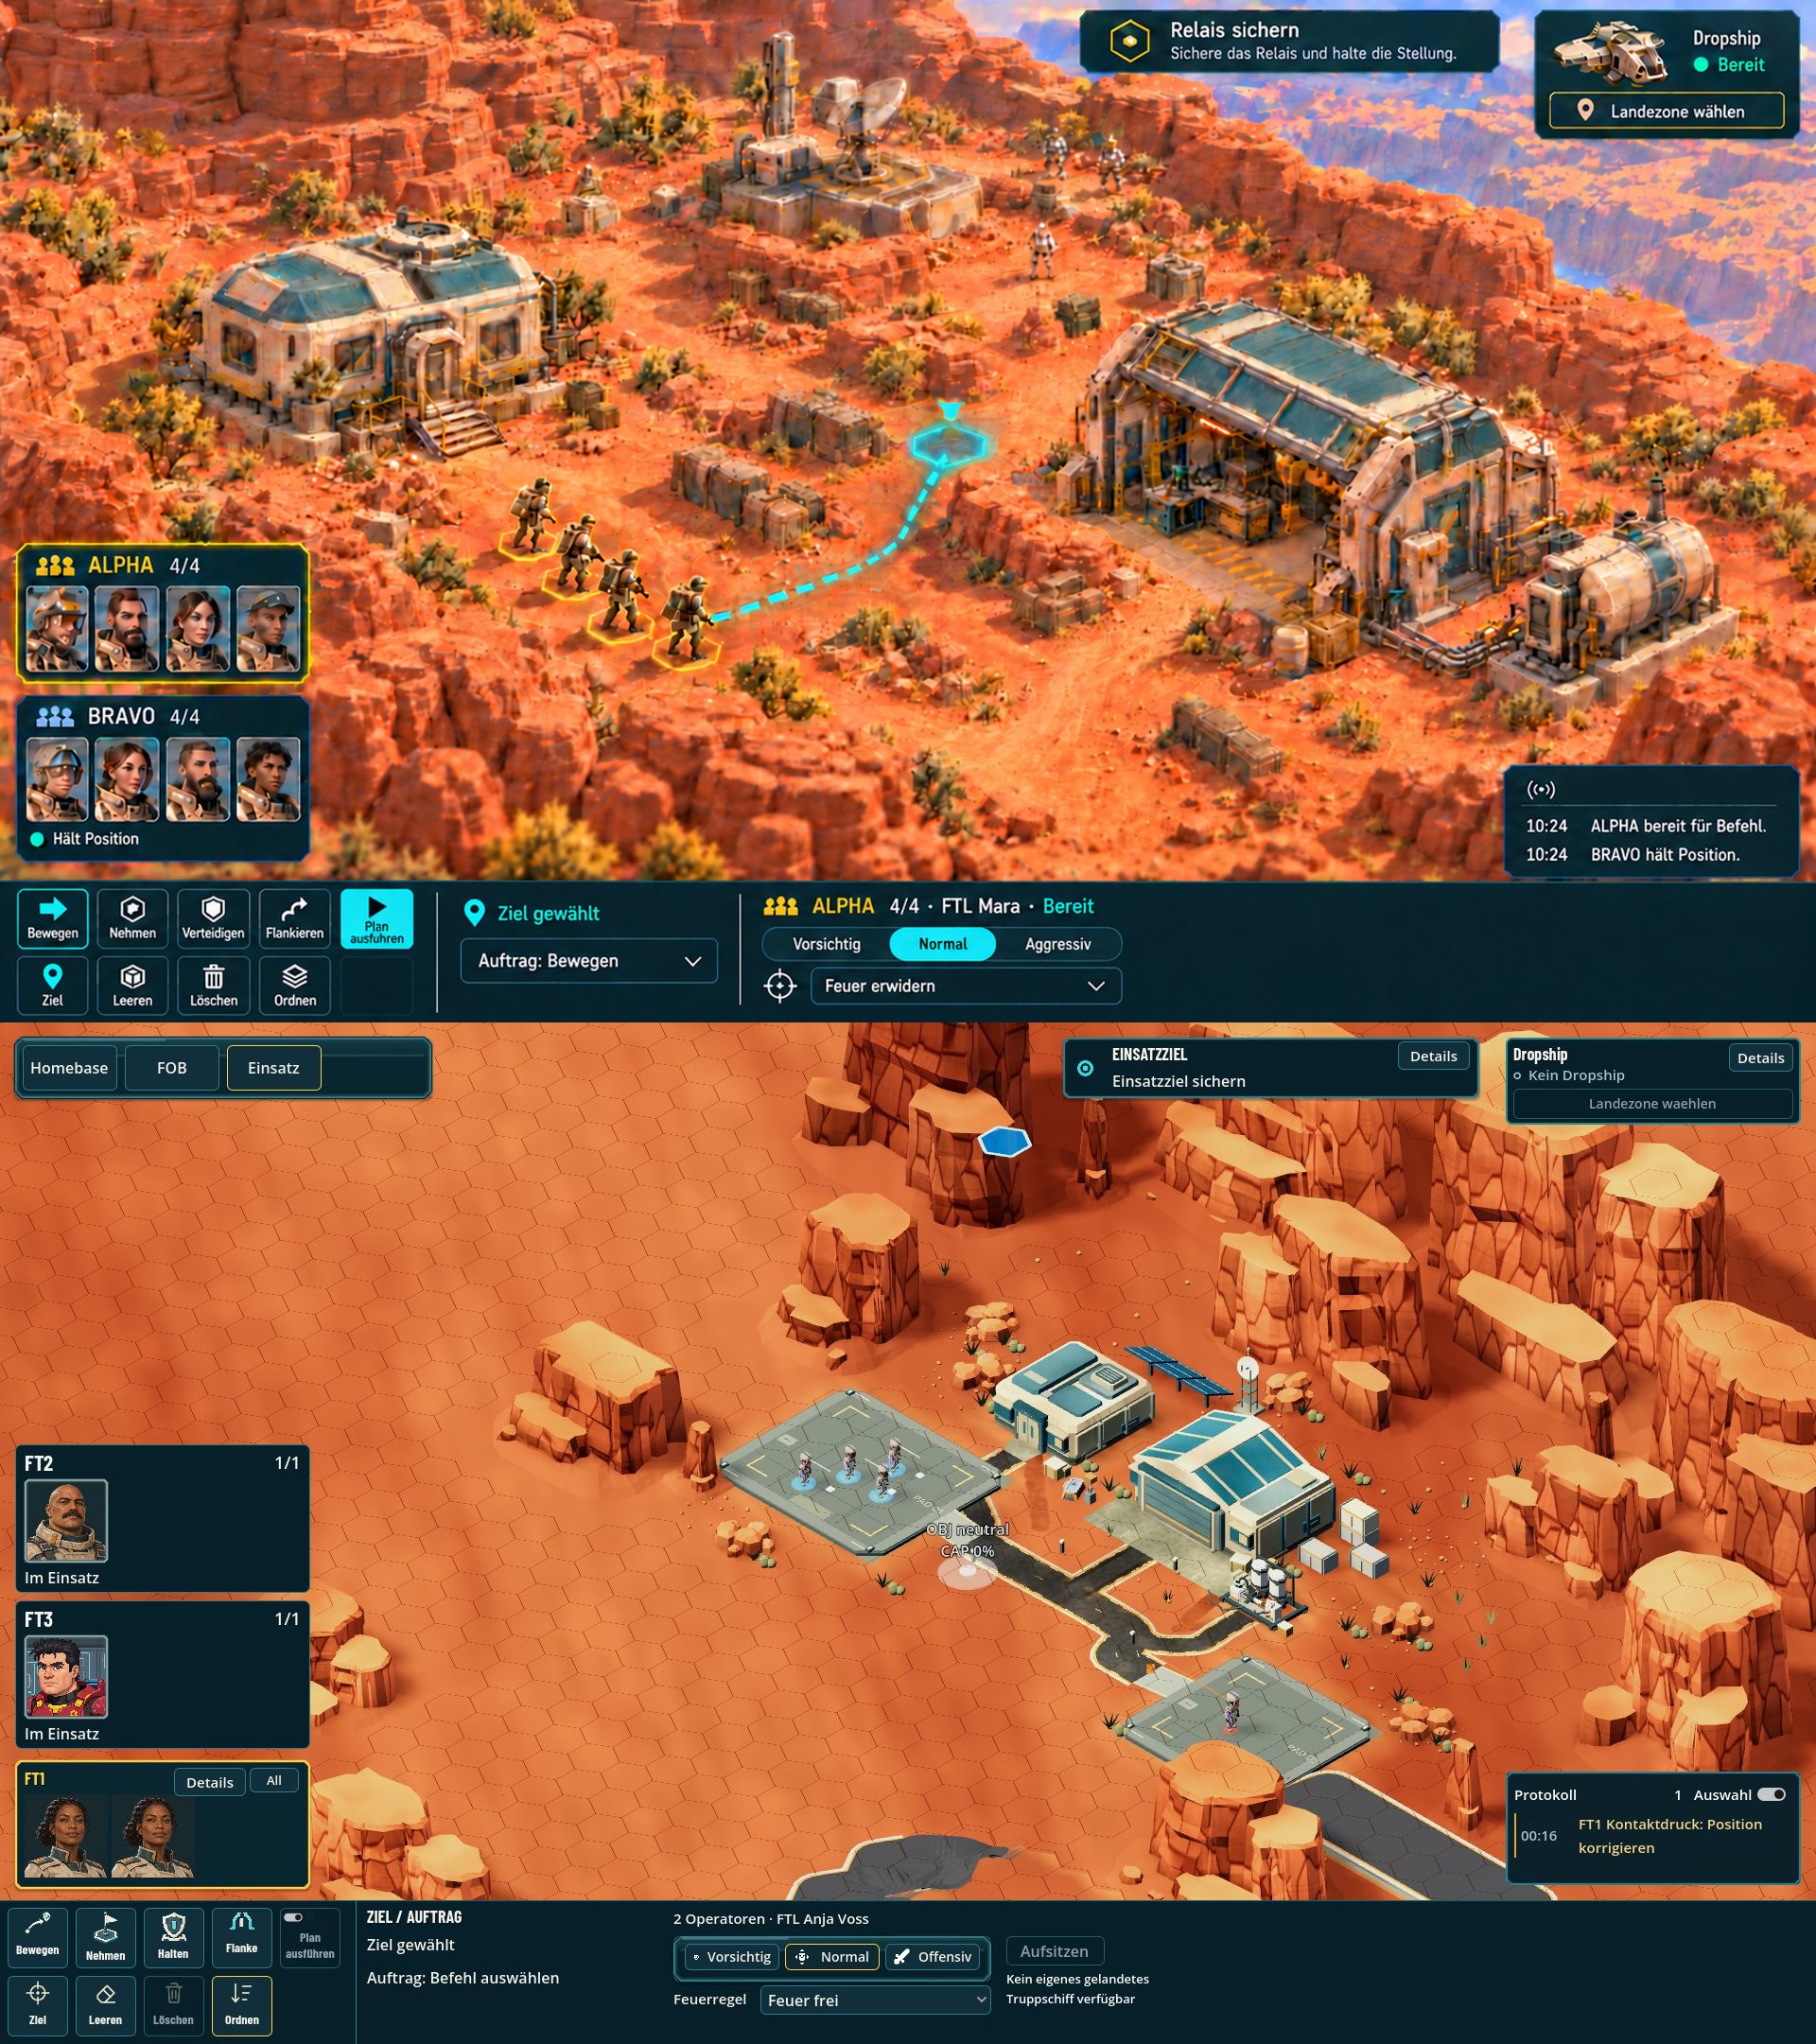 Relais sichern
Sichere das Relais und halte die Stellung.
Dropship
Bereit
Landezone wählen
ALPHA 4/4
BRAVO 4/4
Hält Position
10:24 ALPHA bereit für Befehl.
10:24 BRAVO hält Position.
Bewegen
Nehmen
Verteidigen
Flankieren
Plan
ausführen
Ziel
Leeren
Löschen
Ordnen
Ziel gewählt
Auftrag: Bewegen
ALPHA 4/4 · FTL Mara · Bereit
Vorsichtig Normal Aggressiv
Feuer erwidern
Homebase FOB Einsatz
EINSATZZIEL
Details
Einsatzziel sichern
Dropship
Details
Kein Dropship
Landezone waehlen
OBJ neutral
CAP 0%
FT2 1/1
Im Einsatz
FT3 1/1
Im Einsatz
FT1 Details All
Protokoll 1 Auswahl
00:16 FT1 Kontaktdruck: Position
korrigieren
Bewegen
Nehmen
Halten
Flanke
Plan
ausführen
Ziel
Leeren
Löschen
Ordnen
ZIEL / AUFTRAG
Ziel gewählt
Auftrag: Befehl auswählen
2 Operatoren · FTL Anja Voss
Vorsichtig Normal Offensiv
Feuerregel Feuer frei
Aufsitzen
Kein eigenes gelandetes
Truppschiff verfügbar